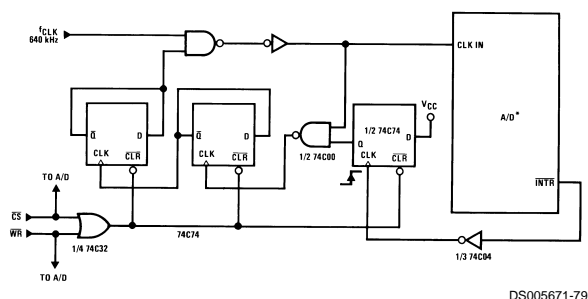 fCLK
640 kHz
CLK IN
A/D*
INTR
VCC
1/2 74C74
D
Q
CLK
CLR
1/2 74C00
Q
D
CLK
CLR
Q
D
CLK
CLR
TO A/D
CS
WR
1/4 74C32
74C74
1/3 74C04
TO A/D
DS005671-79